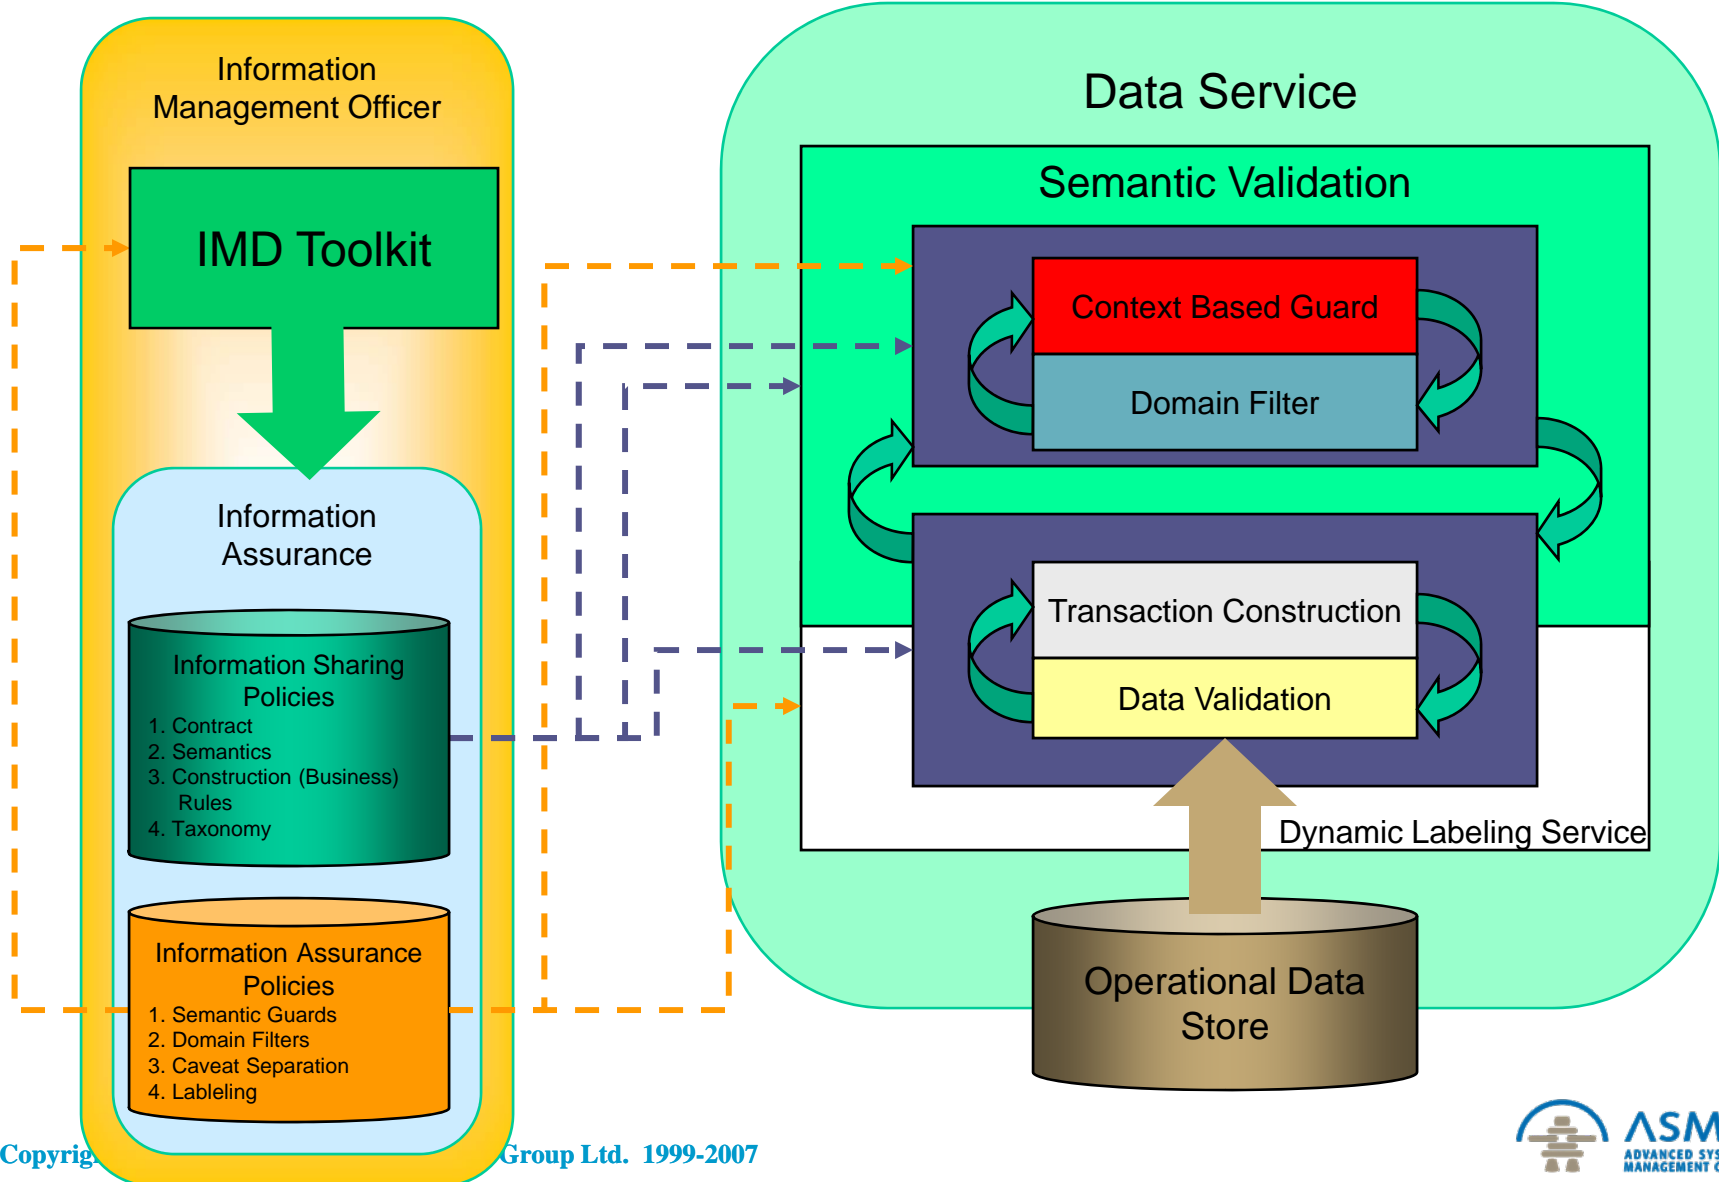 Information
Management Officer
IMD Toolkit
Information
Assurance
Information Sharing
Policies
1. Contract
2. Semantics
3. Construction (Business)
Rules
4. Taxonomy
Information Assurance
Policies
1. Semantic Guards
2. Domain Filters
3. Caveat Separation
4. Lableling
Data Service
Semantic Validation
Context Based Guard
Domain Filter
Transaction Construction
Data Validation
Dynamic Labeling Service
Operational Data
Store
Group Ltd. 1999-2007
ADVANCED
MANAGEMENT